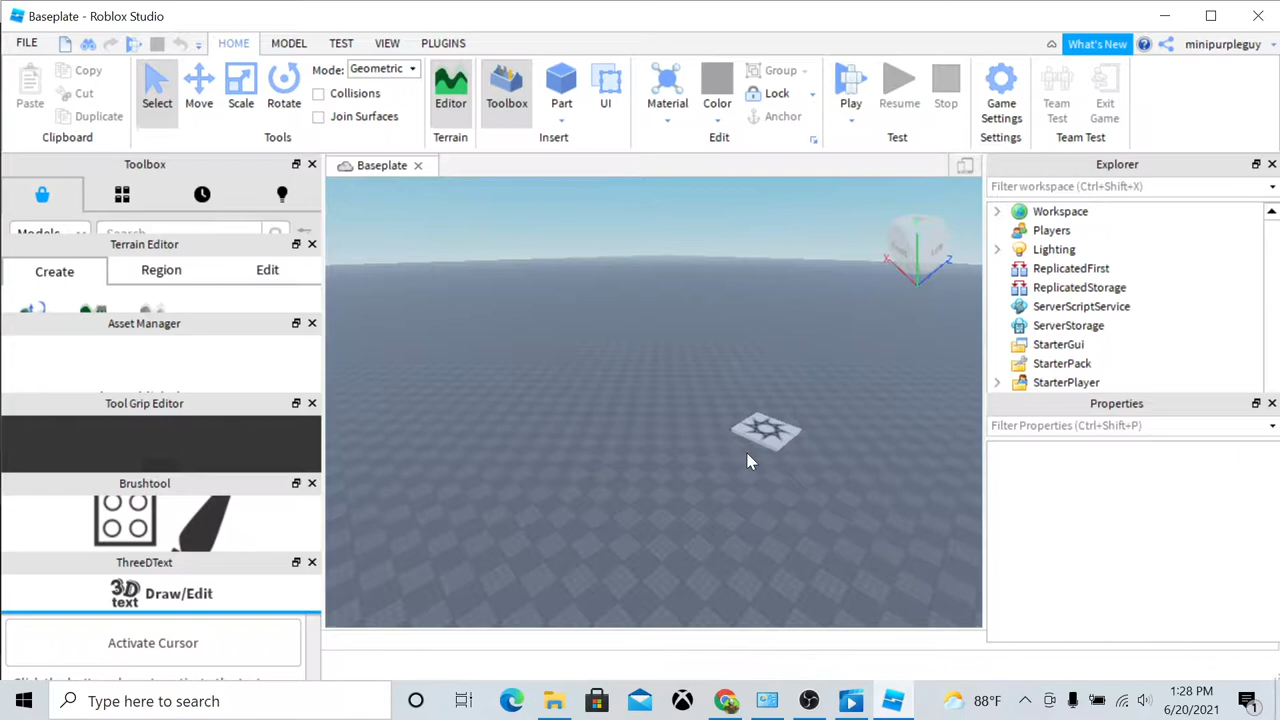 Baseplate - Roblox Studio
FILE HOME MODEL TEST VIEW PLUGINS What's New minipurpleguy
Paste Copy Cut Duplicate Clipboard
Select Move Scale Rotate Mode: Geometric Collisions Join Surfaces Tools
Editor Terrain
Toolbox Part UI Insert
Material Color Group Lock Anchor Edit
Play Resume Stop Test
Game Settings Settings
Team Test Exit Game Team Test
Toolbox
Models Search
Terrain Editor
Create Region Edit
Asset Manager
Tool Grip Editor
Brushtool
ThreeDText
3D text Draw/Edit
Activate Cursor
Baseplate
X Z
Explorer
Filter workspace (Ctrl+Shift+X)
Workspace
Players
Lighting
ReplicatedFirst
ReplicatedStorage
ServerScriptService
ServerStorage
StarterGui
StarterPack
StarterPlayer
Properties
Filter Properties (Ctrl+Shift+P)
Type here to search
88°F
1:28 PM
6/20/2021
1